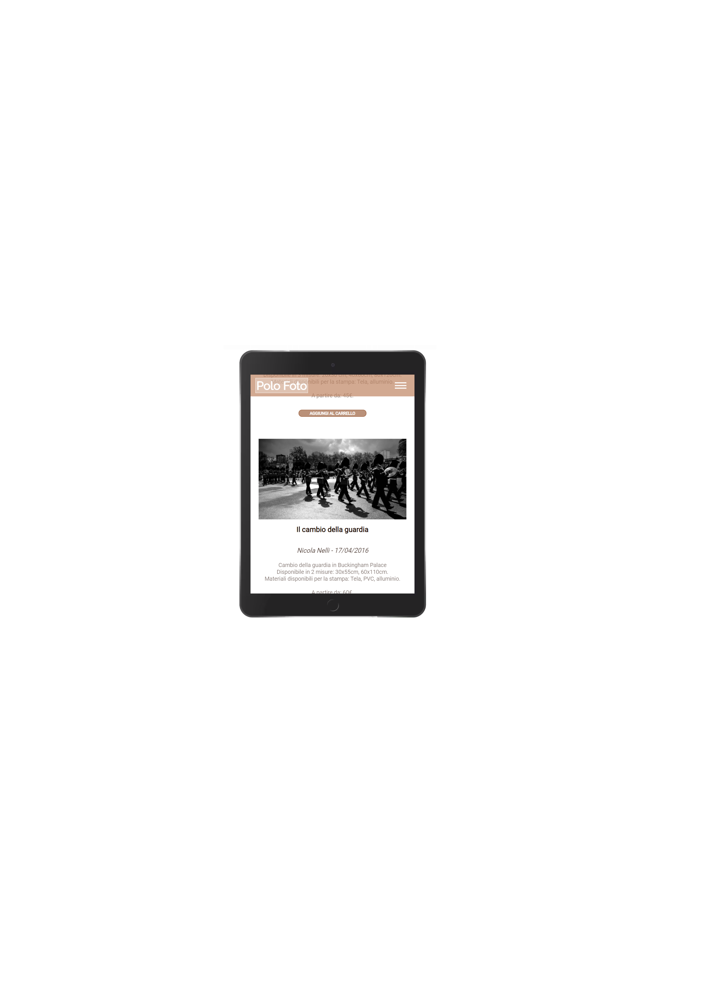 Disponibile in 3 misure: 20x30 cm, 40x60cm, 80x120cm.
Materiali disponibili per la stampa: Tela, alluminio.
Polo Foto
A partire da: 45€.
AGGIUNGI AL CARRELLO
Il cambio della guardia
Nicola Nelli - 17/04/2016
Cambio della guardia in Buckingham Palace
Disponibile in 2 misure: 30x55cm, 60x110cm.
Materiali disponibili per la stampa: Tela, PVC, alluminio.
A partire da: 60€